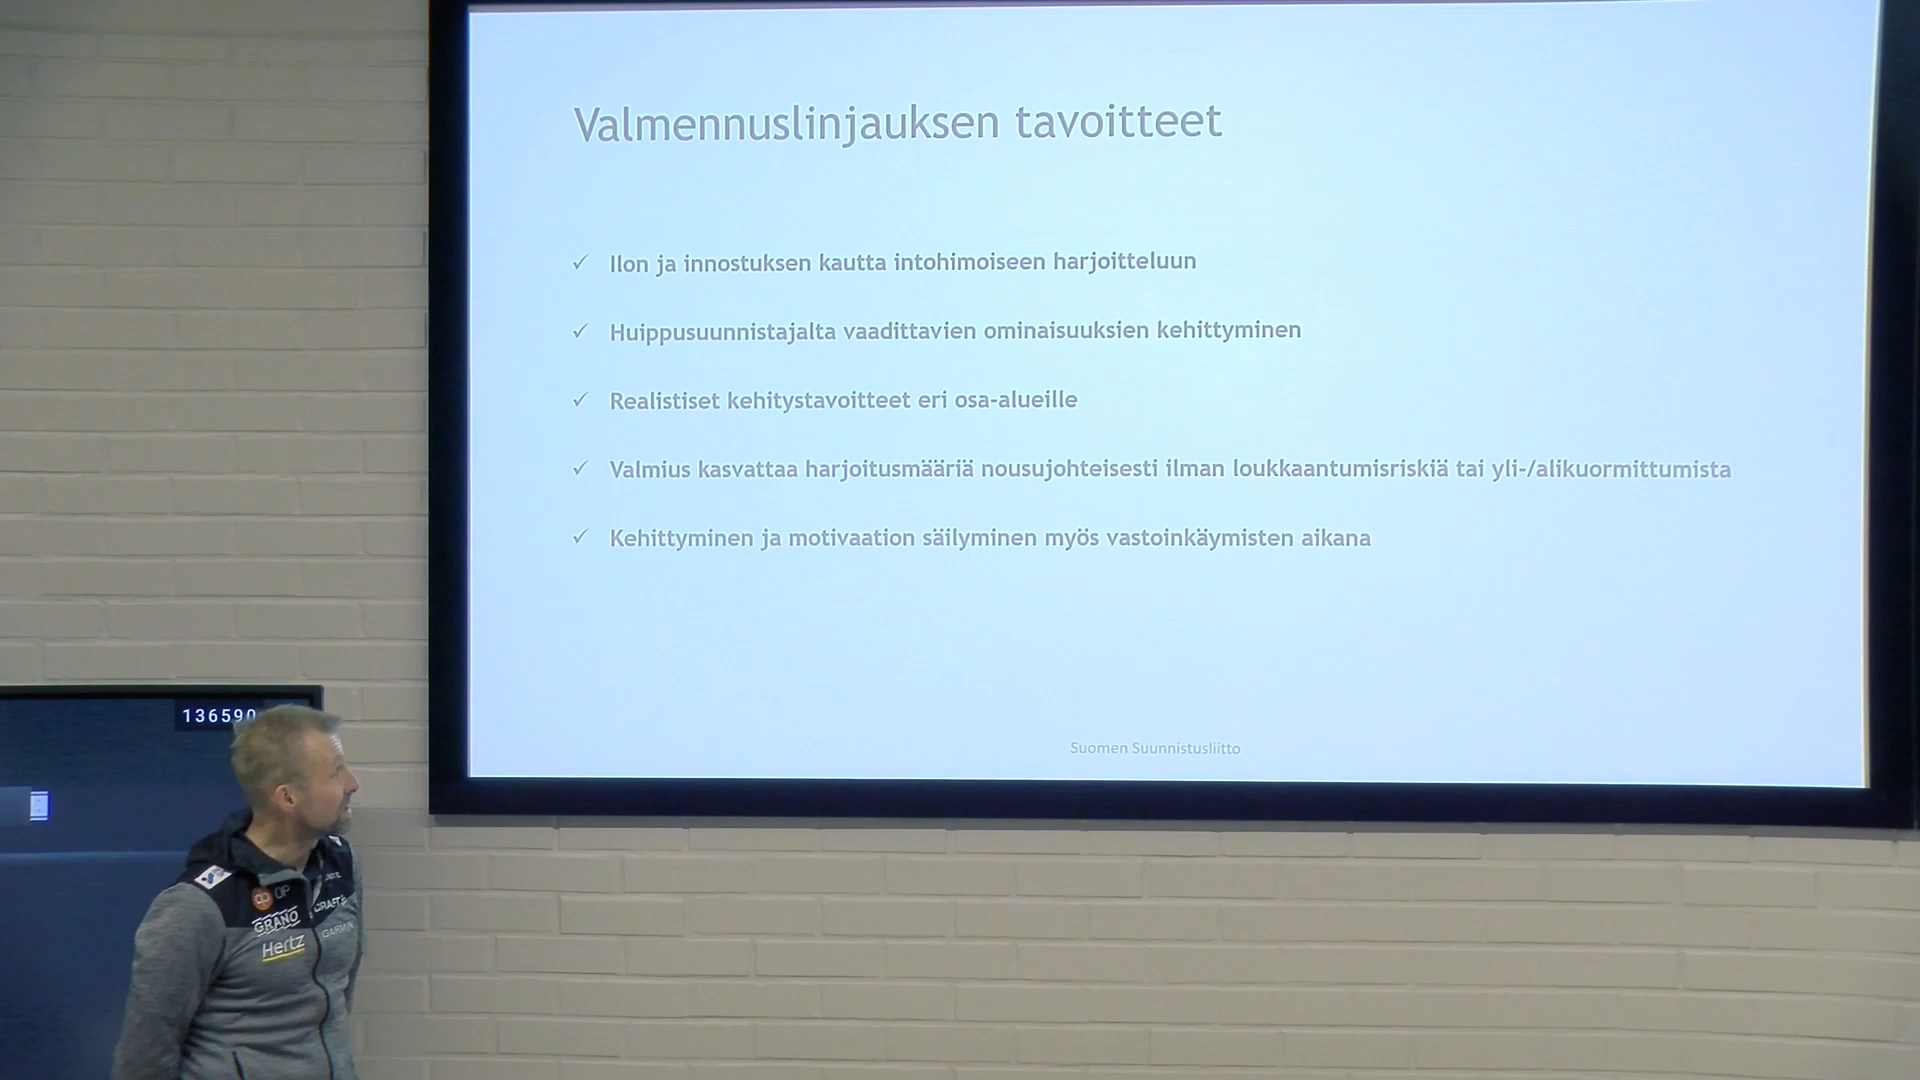 Valmennuslinjauksen tavoitteet
✓ Ilon ja innostuksen kautta intohimoiseen harjoitteluun
✓ Huippusuunnistajalta vaadittavien ominaisuuksien kehittyminen
✓ Realistiset kehitystavoitteet eri osa-alueille
✓ Valmius kasvattaa harjoitusmääriä nousujohteisesti ilman loukkaantumisriskiä tai yli-/alikuormittumista
✓ Kehittyminen ja motivaation säilyminen myös vastoinkäymisten aikana
Suomen Suunnistusliitto
136590
OP
GRANO
CRAFT
Hertz
GARMIN